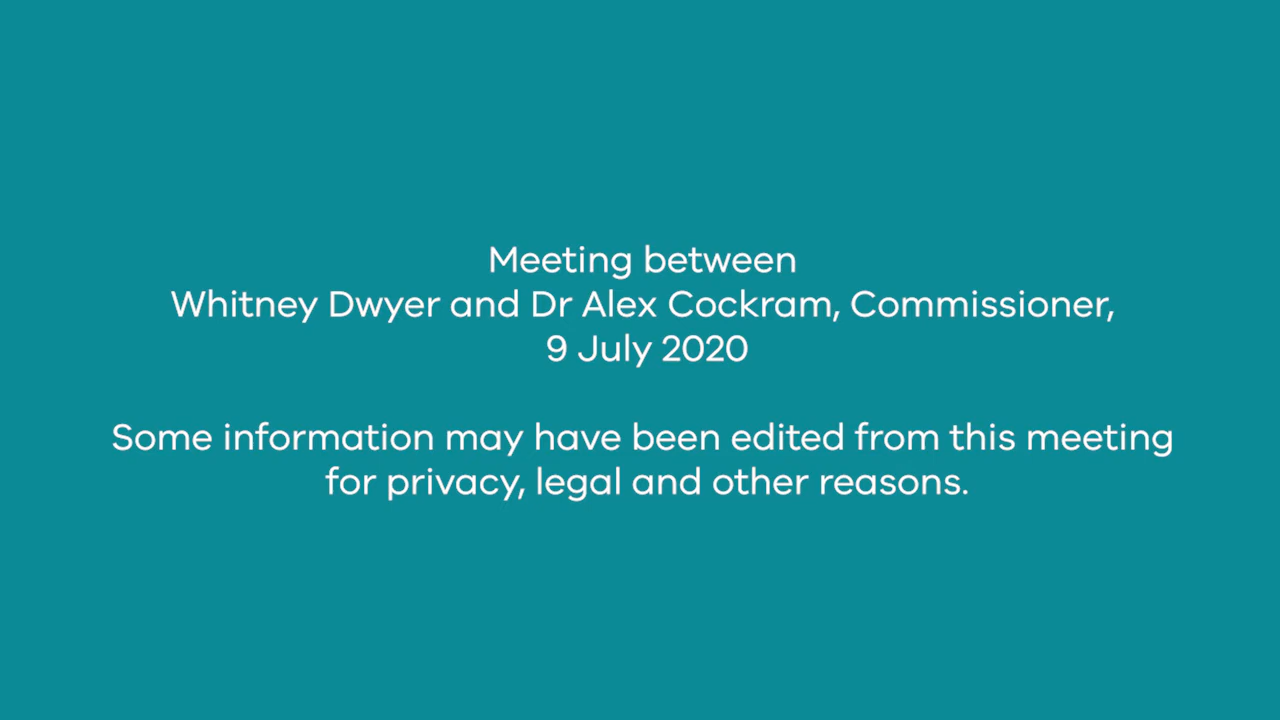 Meeting between
Whitney Dwyer and Dr Alex Cockram, Commissioner,
9 July 2020
Some information may have been edited from this meeting
for privacy, legal and other reasons.